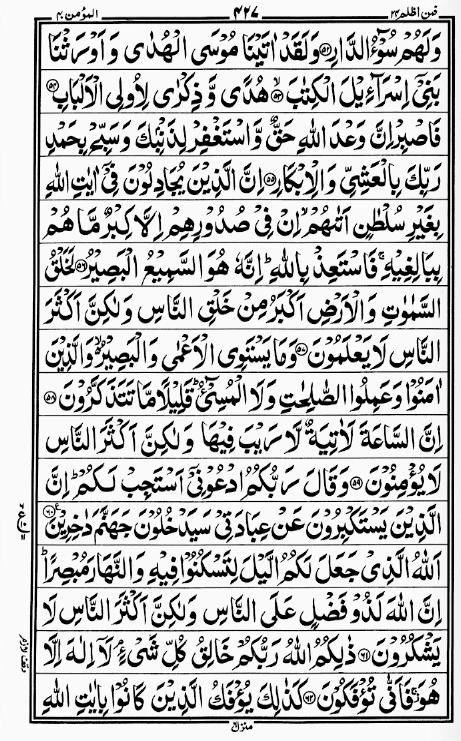 فمن اظلم ۲۴ ۴۲۷ المؤمن ۴۰
وَلَهُمْ سُوْٓءُ الدَّارِ ﴿۵۲﴾ وَلَقَدْ اٰتَيْنَا مُوْسَى الْهُدٰى وَ اَوْرَثْنَا
بَنِيْٓ اِسْرَآءِيْلَ الْكِتٰبَ ﴿۵۳﴾ هُدًى وَّ ذِكْرٰى لِاُولِي الْاَلْبَابِ ﴿۵۴﴾
فَاصْبِرْ اِنَّ وَعْدَ اللّٰهِ حَقٌّ وَّاسْتَغْفِرْ لِذَنْۢبِكَ وَسَبِّحْ بِحَمْدِ
رَبِّكَ بِالْعَشِيِّ وَالْاِبْكَارِ ﴿۵۵﴾ اِنَّ الَّذِيْنَ يُجَادِلُوْنَ فِيْٓ اٰيٰتِ اللّٰهِ
بِغَيْرِ سُلْطٰنٍ اَتٰىهُمْ ۙ اِنْ فِيْ صُدُوْرِهِمْ اِلَّا كِبْرٌ مَّا هُمْ
بِبَالِغِيْهِ ۚ فَاسْتَعِذْ بِاللّٰهِ ؕ اِنَّهٗ هُوَ السَّمِيْعُ الْبَصِيْرُ ﴿۵۶﴾ لَخَلْقُ
السَّمٰوٰتِ وَالْاَرْضِ اَكْبَرُ مِنْ خَلْقِ النَّاسِ وَلٰكِنَّ اَكْثَرَ
النَّاسِ لَا يَعْلَمُوْنَ ﴿۵۷﴾ وَمَا يَسْتَوِي الْاَعْمٰى وَالْبَصِيْرُ ۙ وَالَّذِيْنَ
اٰمَنُوْا وَعَمِلُوا الصّٰلِحٰتِ وَلَا الْمُسِيْٓءُ ؕ قَلِيْلًا مَّا تَتَذَكَّرُوْنَ ﴿۵۸﴾
اِنَّ السَّاعَةَ لَاٰتِيَةٌ لَّا رَيْبَ فِيْهَا وَلٰكِنَّ اَكْثَرَ النَّاسِ
لَا يُؤْمِنُوْنَ ﴿۵۹﴾ وَقَالَ رَبُّكُمُ ادْعُوْنِيْٓ اَسْتَجِبْ لَكُمْ ؕ اِنَّ
الَّذِيْنَ يَسْتَكْبِرُوْنَ عَنْ عِبَادَتِيْ سَيَدْخُلُوْنَ جَهَنَّمَ دٰخِرِيْنَ ﴿۶۰﴾
اَللّٰهُ الَّذِيْ جَعَلَ لَكُمُ الَّيْلَ لِتَسْكُنُوْا فِيْهِ وَالنَّهَارَ مُبْصِرًا ؕ
اِنَّ اللّٰهَ لَذُوْ فَضْلٍ عَلَى النَّاسِ وَلٰكِنَّ اَكْثَرَ النَّاسِ لَا
يَشْكُرُوْنَ ﴿۶۱﴾ ذٰلِكُمُ اللّٰهُ رَبُّكُمْ خَالِقُ كُلِّ شَيْءٍ ۘ لَاۤ اِلٰهَ اِلَّا
هُوَ ۚ فَاَنّٰى تُؤْفَكُوْنَ ﴿۶۲﴾ كَذٰلِكَ يُؤْفَكُ الَّذِيْنَ كَانُوْا بِاٰيٰتِ اللّٰهِ
وقف لازم
منزل